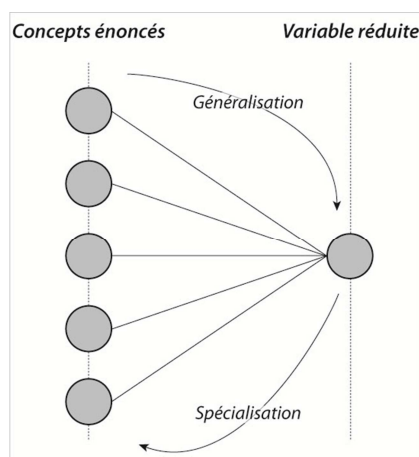 Concepts énoncés
Variable réduite
Généralisation
Spécialisation